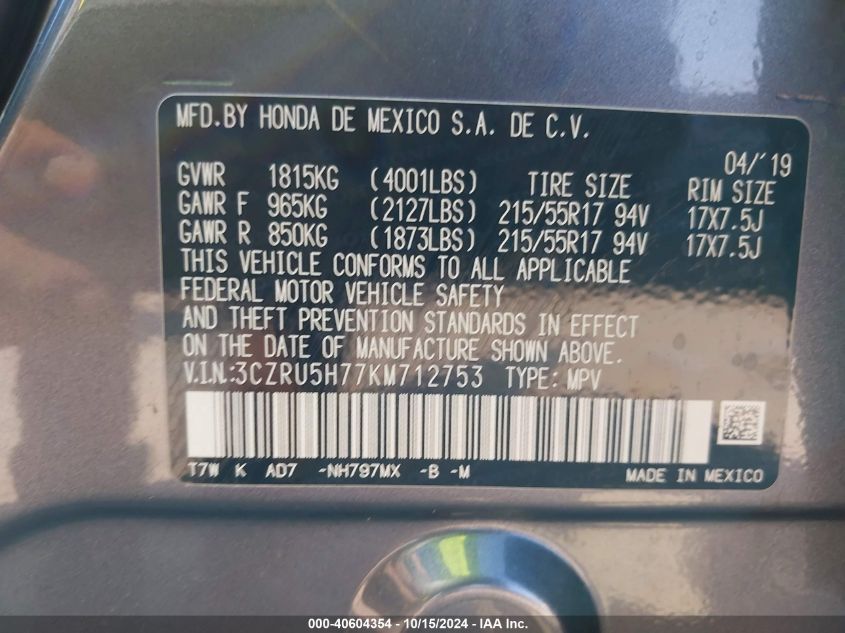 MFD.BY HONDA DE MEXICO S.A. DE C.V.
04/'19
GVWR 1815KG (4001LBS) TIRE SIZE RIM SIZE
GAWR F 965KG (2127LBS) 215/55R17 94V 17X7.5J
GAWR R 850KG (1873LBS) 215/55R17 94V 17X7.5J
THIS VEHICLE CONFORMS TO ALL APPLICABLE
FEDERAL MOTOR VEHICLE SAFETY
AND THEFT PREVENTION STANDARDS IN EFFECT
ON THE DATE OF MANUFACTURE SHOWN ABOVE.
V.I.N.:3CZRU5H77KM712753 TYPE: MPV
T7W K AD7 -NH797MX -B -M
MADE IN MEXICO
000-40604354 - 10/15/2024 - IAA Inc.